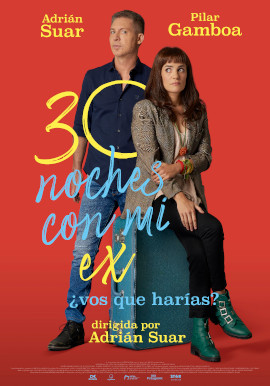 Adrián
Suar
Pilar
Gamboa
30
noches
con mi
ex
¿vos que harías?
dirigida por
Adrián Suar